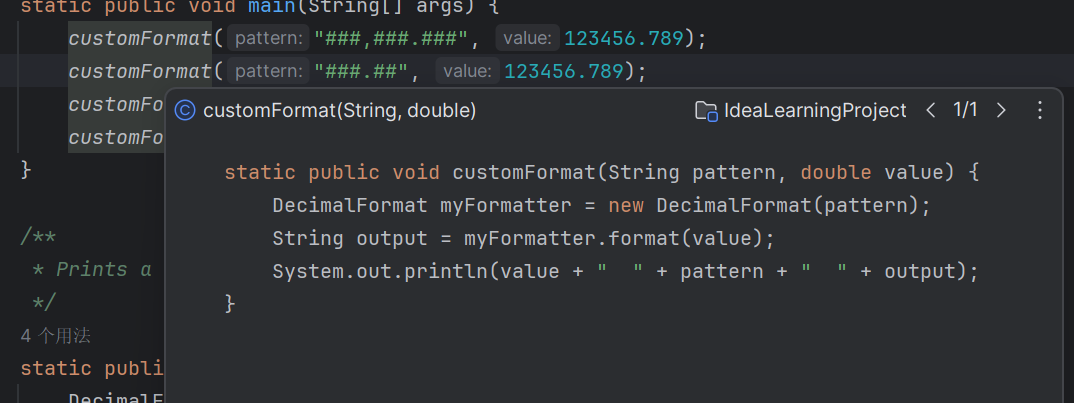 static public void main(String[] args) {
customFormat( pattern: "###,###.###", value: 123456.789);
customFormat( pattern: "###.##", value: 123456.789);
customFo
customFo
}
/**
* Prints a
*/
4 个用法
static publi
DecimalF
customFormat(String, double) IdeaLearningProject < 1/1 >
static public void customFormat(String pattern, double value) {
DecimalFormat myFormatter = new DecimalFormat(pattern);
String output = myFormatter.format(value);
System.out.println(value + "  " + pattern + "  " + output);
}